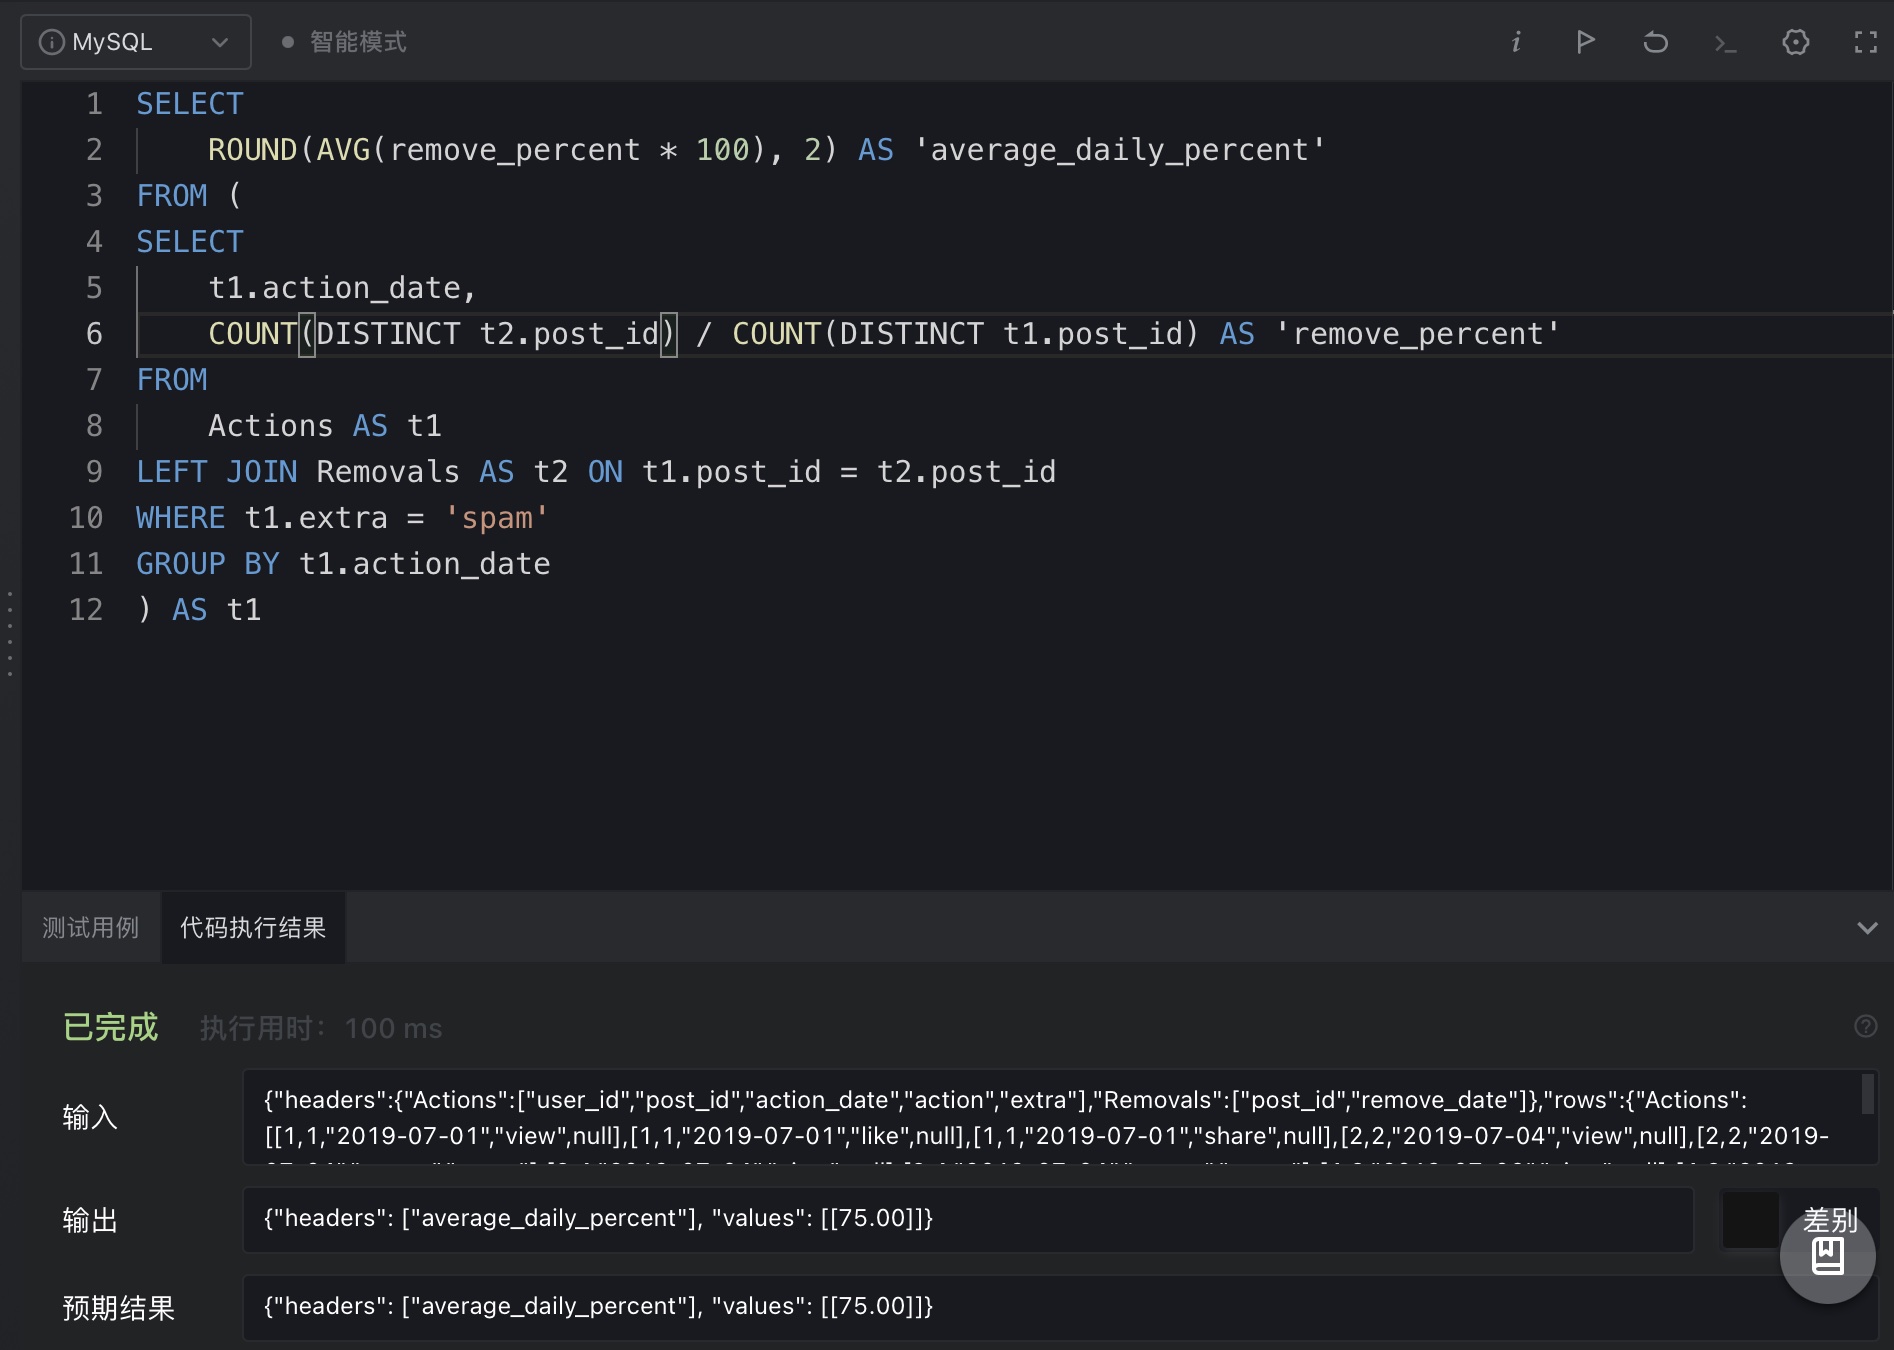 MySQL
智能模式
1 SELECT
2 ROUND(AVG(remove_percent * 100), 2) AS 'average_daily_percent'
3 FROM (
4 SELECT
5 t1.action_date,
6 COUNT(DISTINCT t2.post_id) / COUNT(DISTINCT t1.post_id) AS 'remove_percent'
7 FROM
8 Actions AS t1
9 LEFT JOIN Removals AS t2 ON t1.post_id = t2.post_id
10 WHERE t1.extra = 'spam'
11 GROUP BY t1.action_date
12 ) AS t1
测试用例 代码执行结果
已完成 执行用时： 100 ms
输入
{"headers":{"Actions":["user_id","post_id","action_date","action","extra"],"Removals":["post_id","remove_date"]},"rows":{"Actions":
[[1,1,"2019-07-01","view",null],[1,1,"2019-07-01","like",null],[1,1,"2019-07-01","share",null],[2,2,"2019-07-04","view",null],[2,2,"2019-
输出
{"headers": ["average_daily_percent"], "values": [[75.00]]}
差别
预期结果
{"headers": ["average_daily_percent"], "values": [[75.00]]}